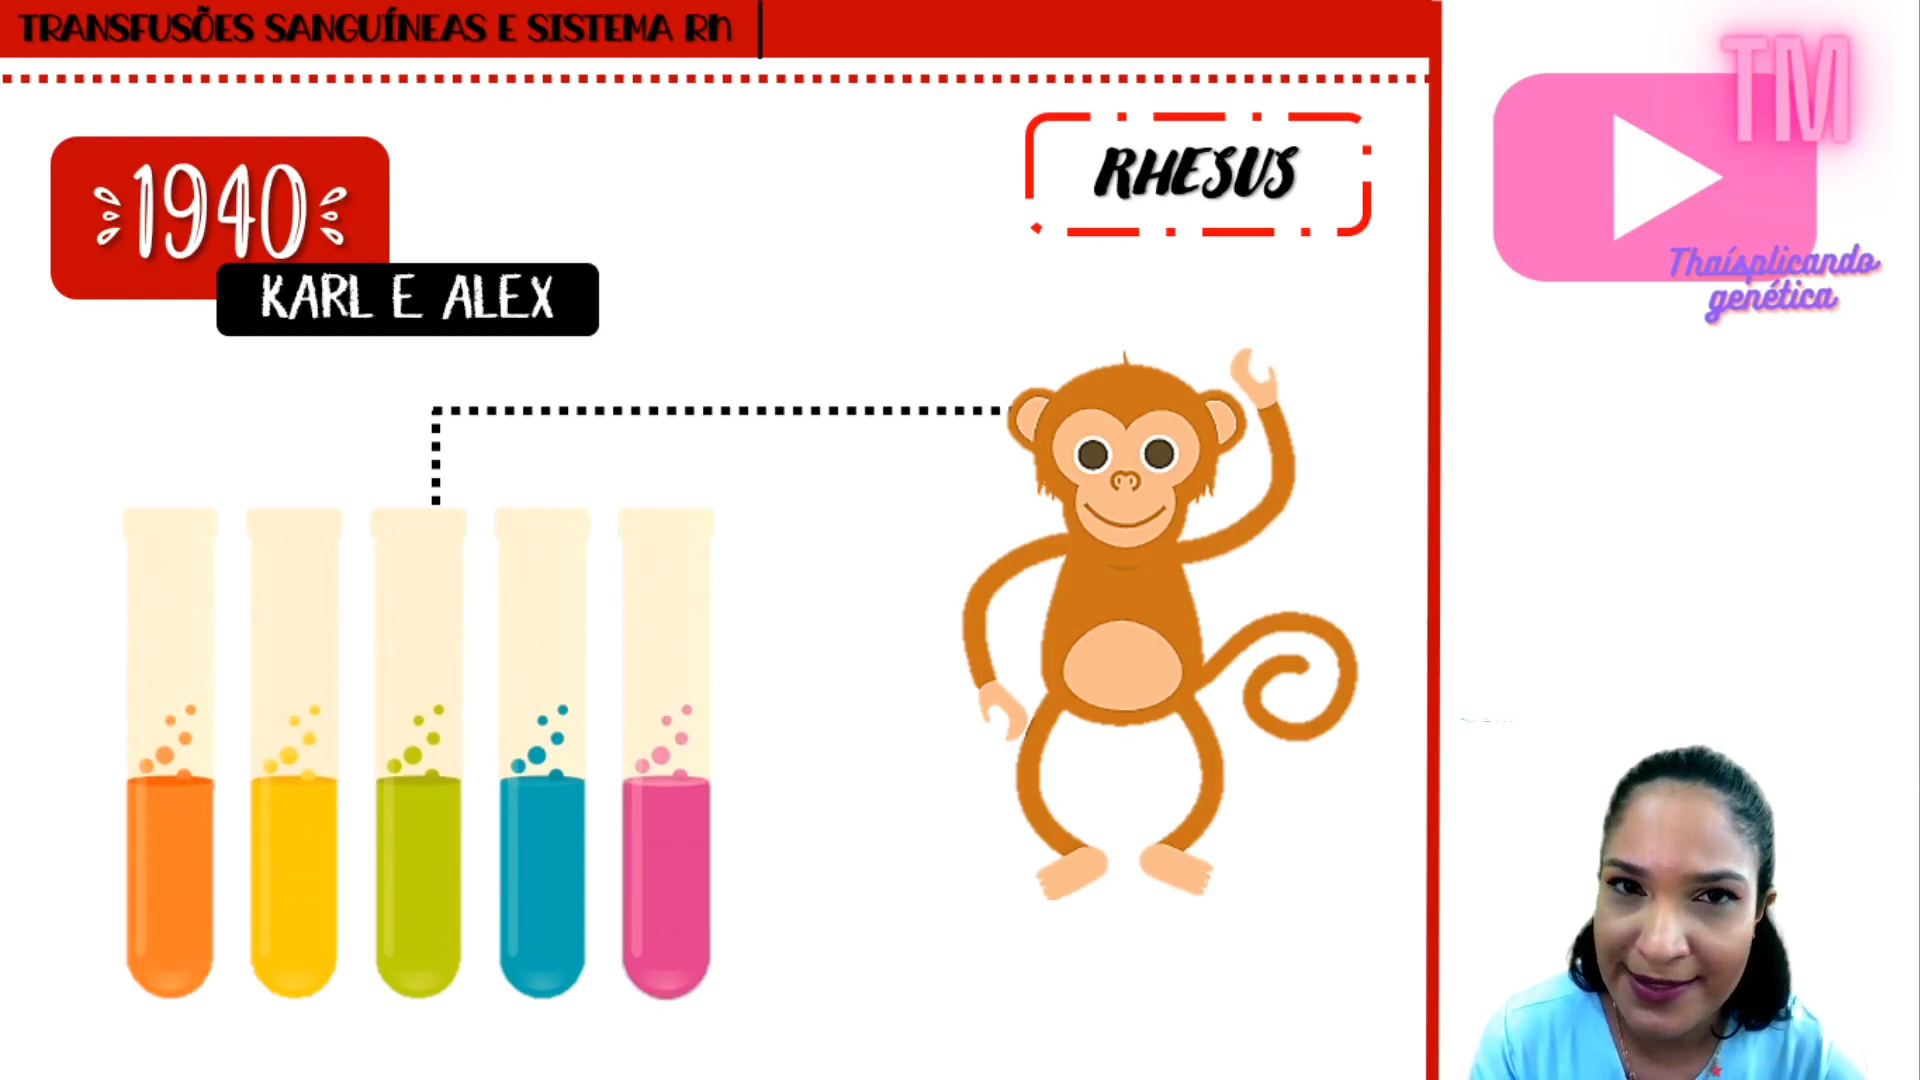 TRANSFUSÕES SANGUÍNEAS E SISTEMA Rh
1940
KARL E ALEX
RHESUS
TM
Thaísplicando
genética